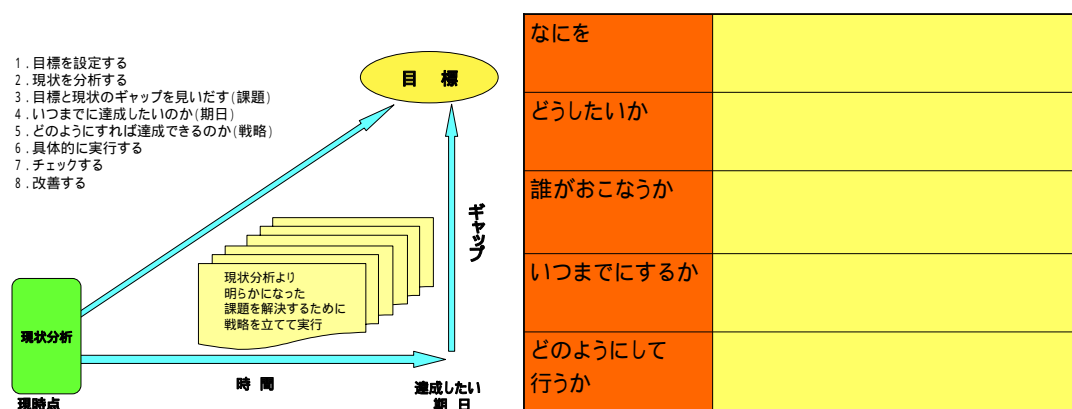 1.目標を設定する
2.現状を分析する
3.目標と現状のギャップを見いだす(課題)
4.いつまでに達成したいのか(期日)
5.どのようにすれば達成できるのか(戦略)
6.具体的に実行する
7.チェックする
8.改善する
目 標
ギャップ
現状分析より
明らかになった
課題を解決するために
戦略を立てて実行
現状分析
時 間
現時点
達成したい
期 日
なにを
どうしたいか
誰がおこなうか
いつまでにするか
どのようにして
行うか